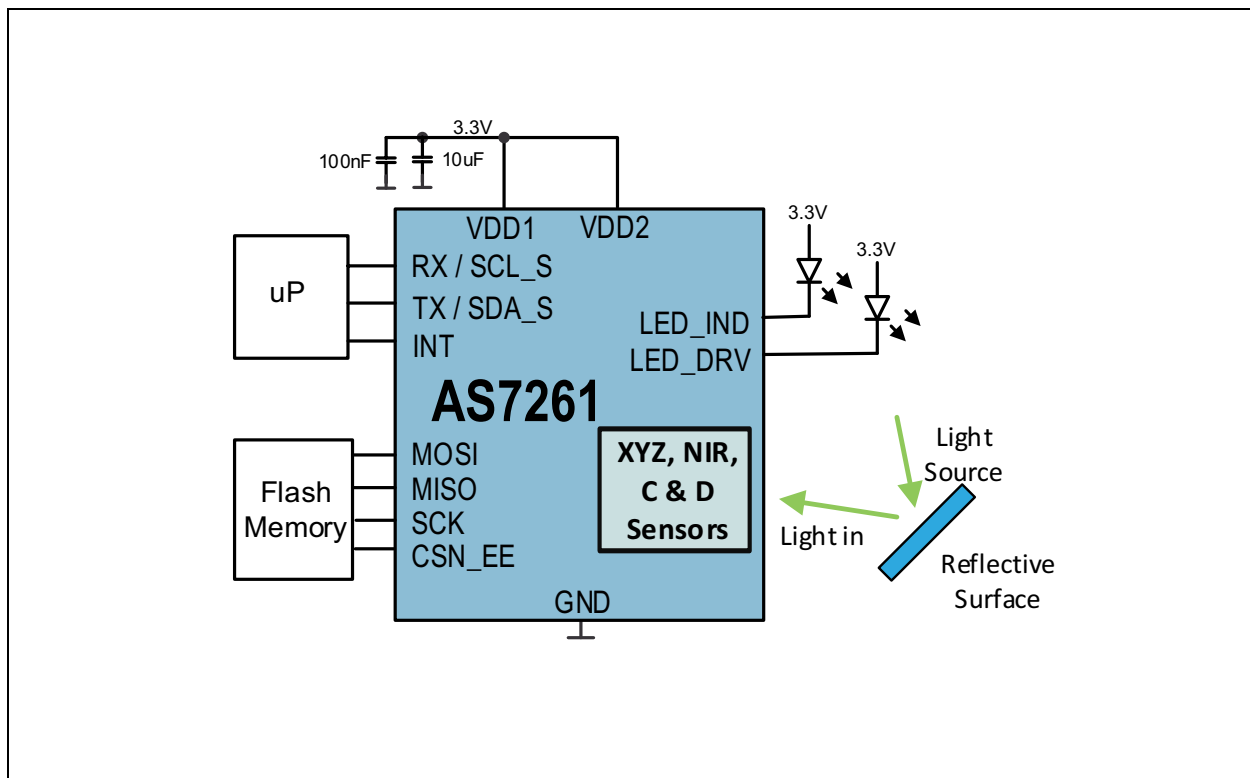 3.3V
100nF
10uF
VDD1
VDD2
3.3V
3.3V
uP
RX / SCL_S
TX / SDA_S
INT
LED_IND
LED_DRV
AS7261
Flash
Memory
MOSI
MISO
SCK
CSN_EE
XYZ, NIR,
C & D
Sensors
Light
Source
Light in
Reflective
Surface
GND